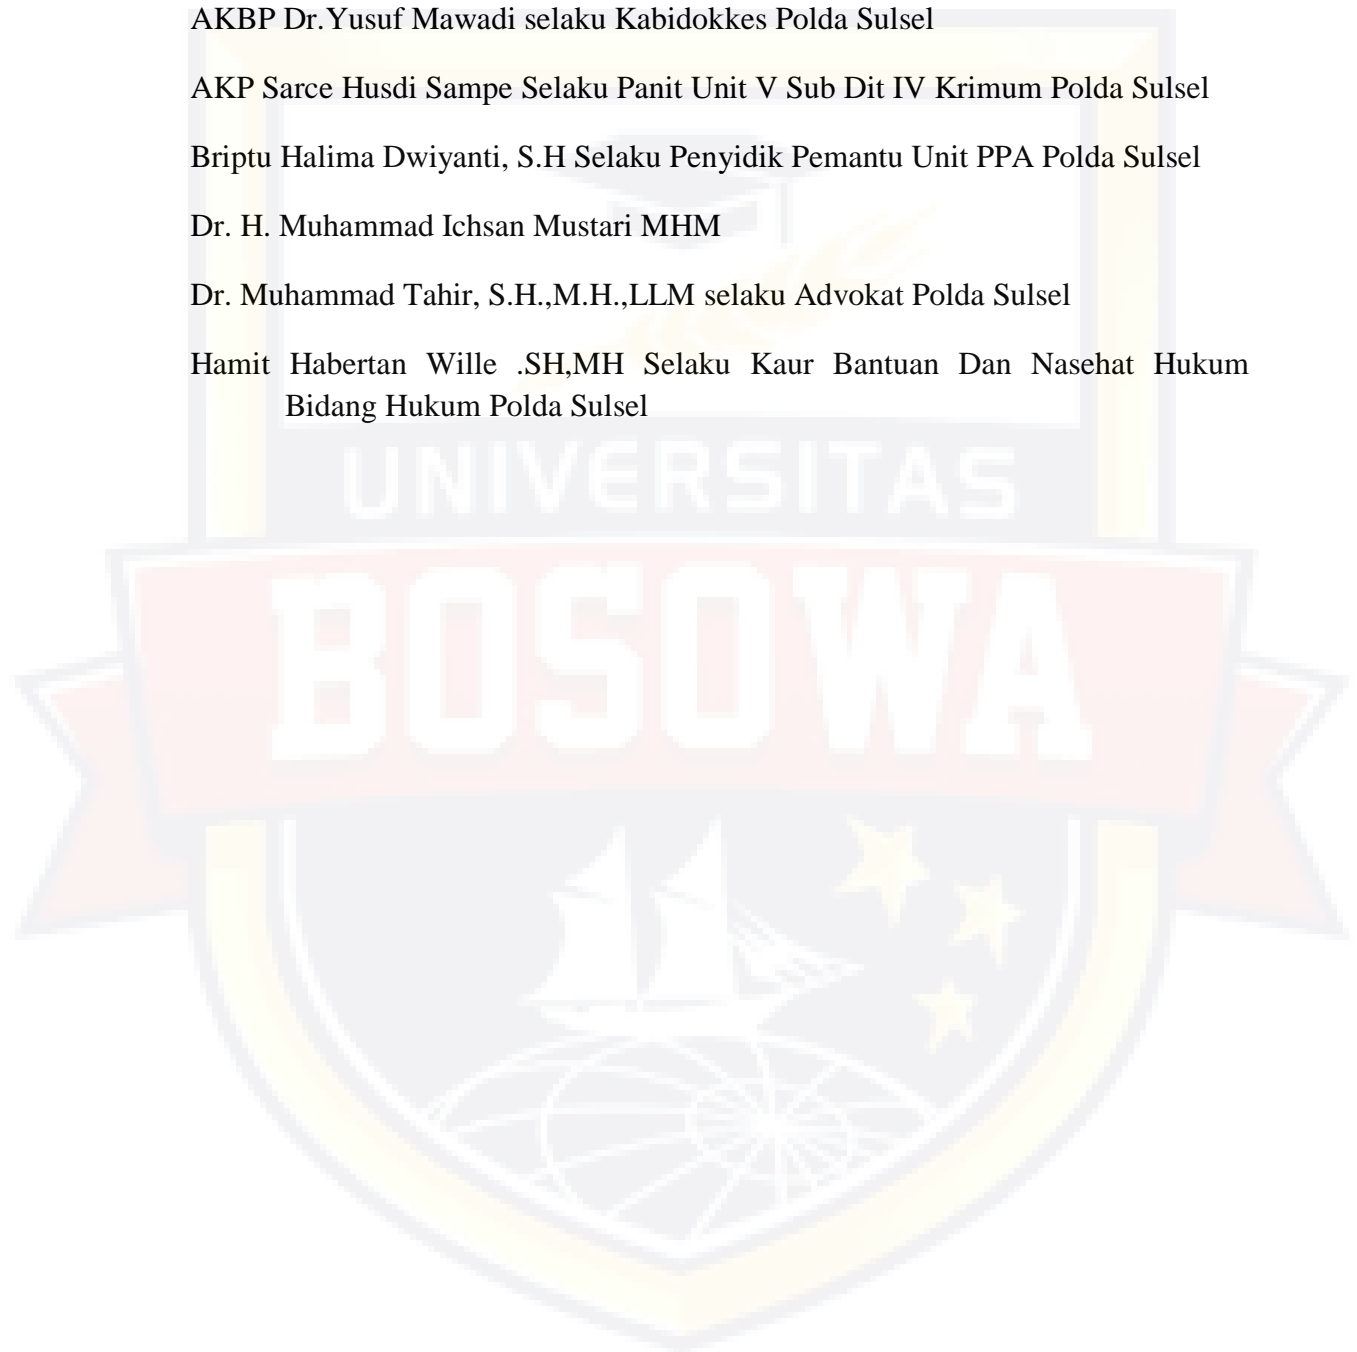 AKBP Dr.Yusuf Mawadi selaku Kabidokkes Polda Sulsel
AKP Sarce Husdi Sampe Selaku Panit Unit V Sub Dit IV Krimum Polda Sulsel
Briptu Halima Dwiyanti, S.H Selaku Penyidik Pemantu Unit PPA Polda Sulsel
Dr. H. Muhammad Ichsan Mustari MHM
Dr. Muhammad Tahir, S.H.,M.H.,LLM selaku Advokat Polda Sulsel
Hamit Habertan Wille .SH,MH Selaku Kaur Bantuan Dan Nasehat Hukum
Bidang Hukum Polda Sulsel
UNIVERSITAS
BOSOWA